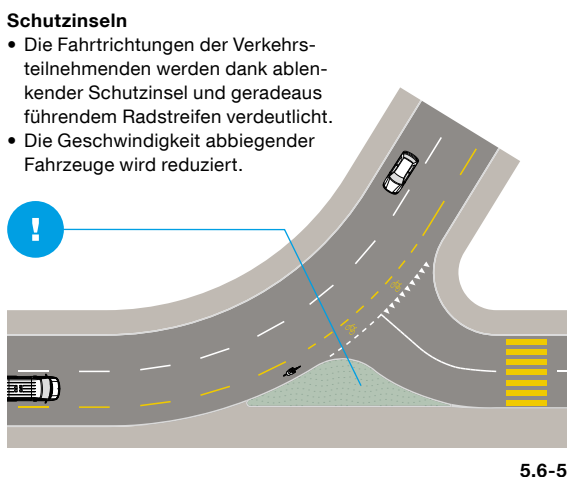 Schutzinseln
• Die Fahrtrichtungen der Verkehrs-
teilnehmenden werden dank ablen-
kender Schutzinsel und geradeaus
führendem Radstreifen verdeutlicht.
• Die Geschwindigkeit abbiegender
Fahrzeuge wird reduziert.
!
5.6-5